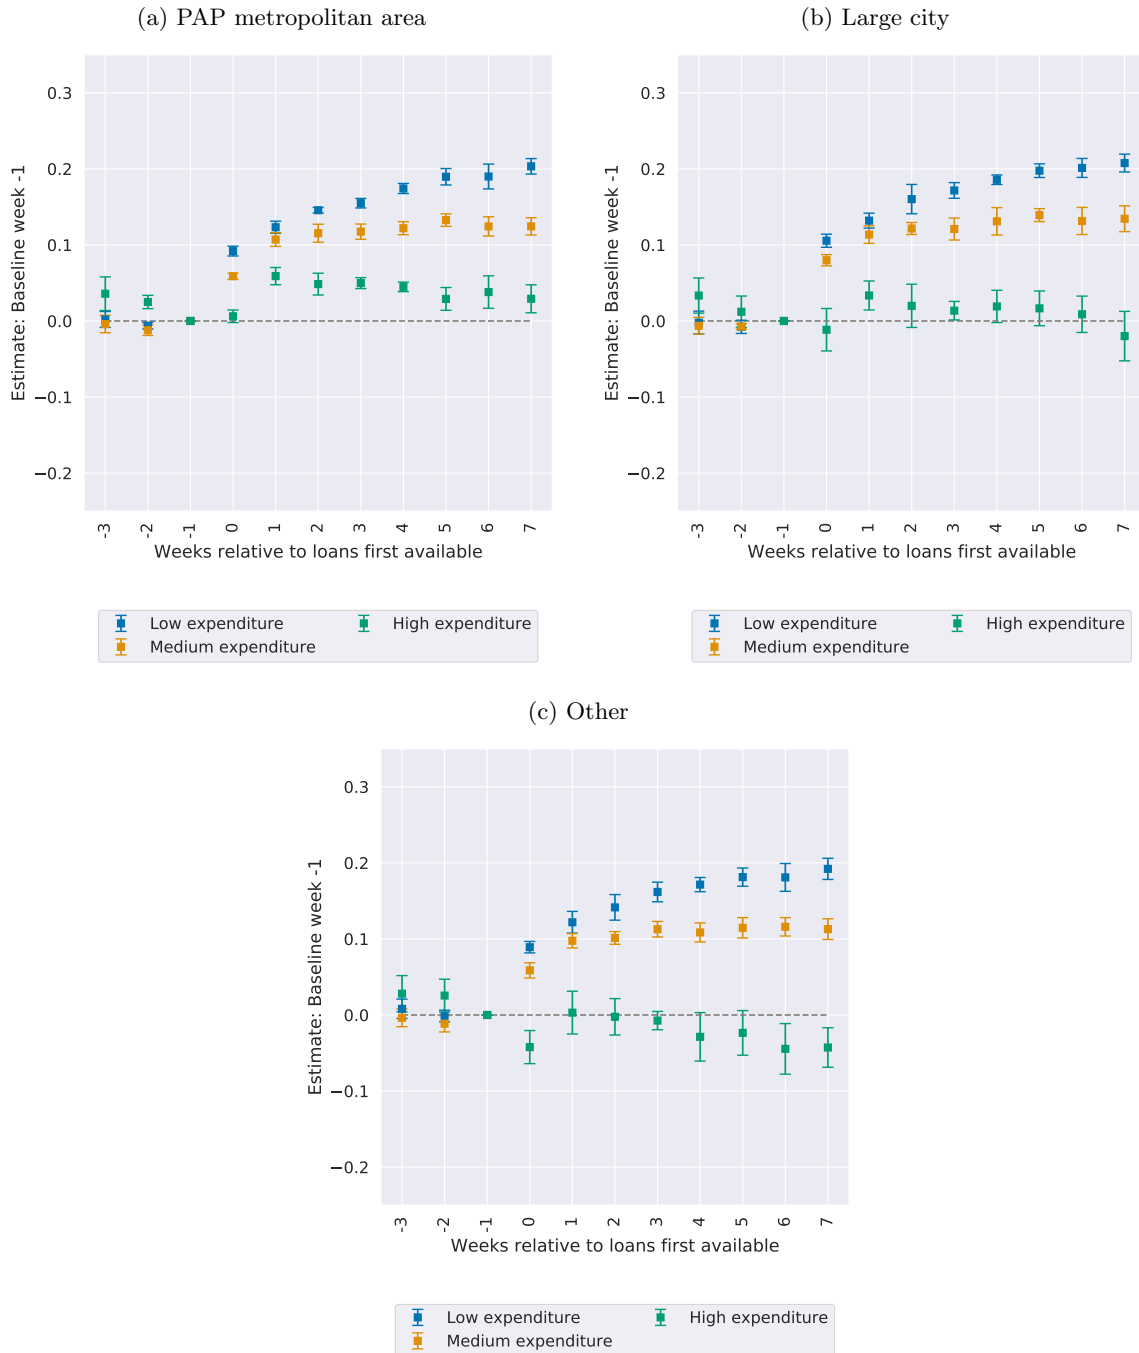 (a) PAP metropolitan area
0.3
0.2
0.1
0.0
−0.1
−0.2
Estimate: Baseline week -1
-3 -2 -1 0 1 2 3 4 5 6 7
Weeks relative to loans first available
Low expenditure
Medium expenditure
High expenditure
(b) Large city
0.3
0.2
0.1
0.0
−0.1
−0.2
Estimate: Baseline week -1
-3 -2 -1 0 1 2 3 4 5 6 7
Weeks relative to loans first available
Low expenditure
Medium expenditure
High expenditure
(c) Other
0.3
0.2
0.1
0.0
−0.1
−0.2
Estimate: Baseline week -1
-3 -2 -1 0 1 2 3 4 5 6 7
Weeks relative to loans first available
Low expenditure
Medium expenditure
High expenditure